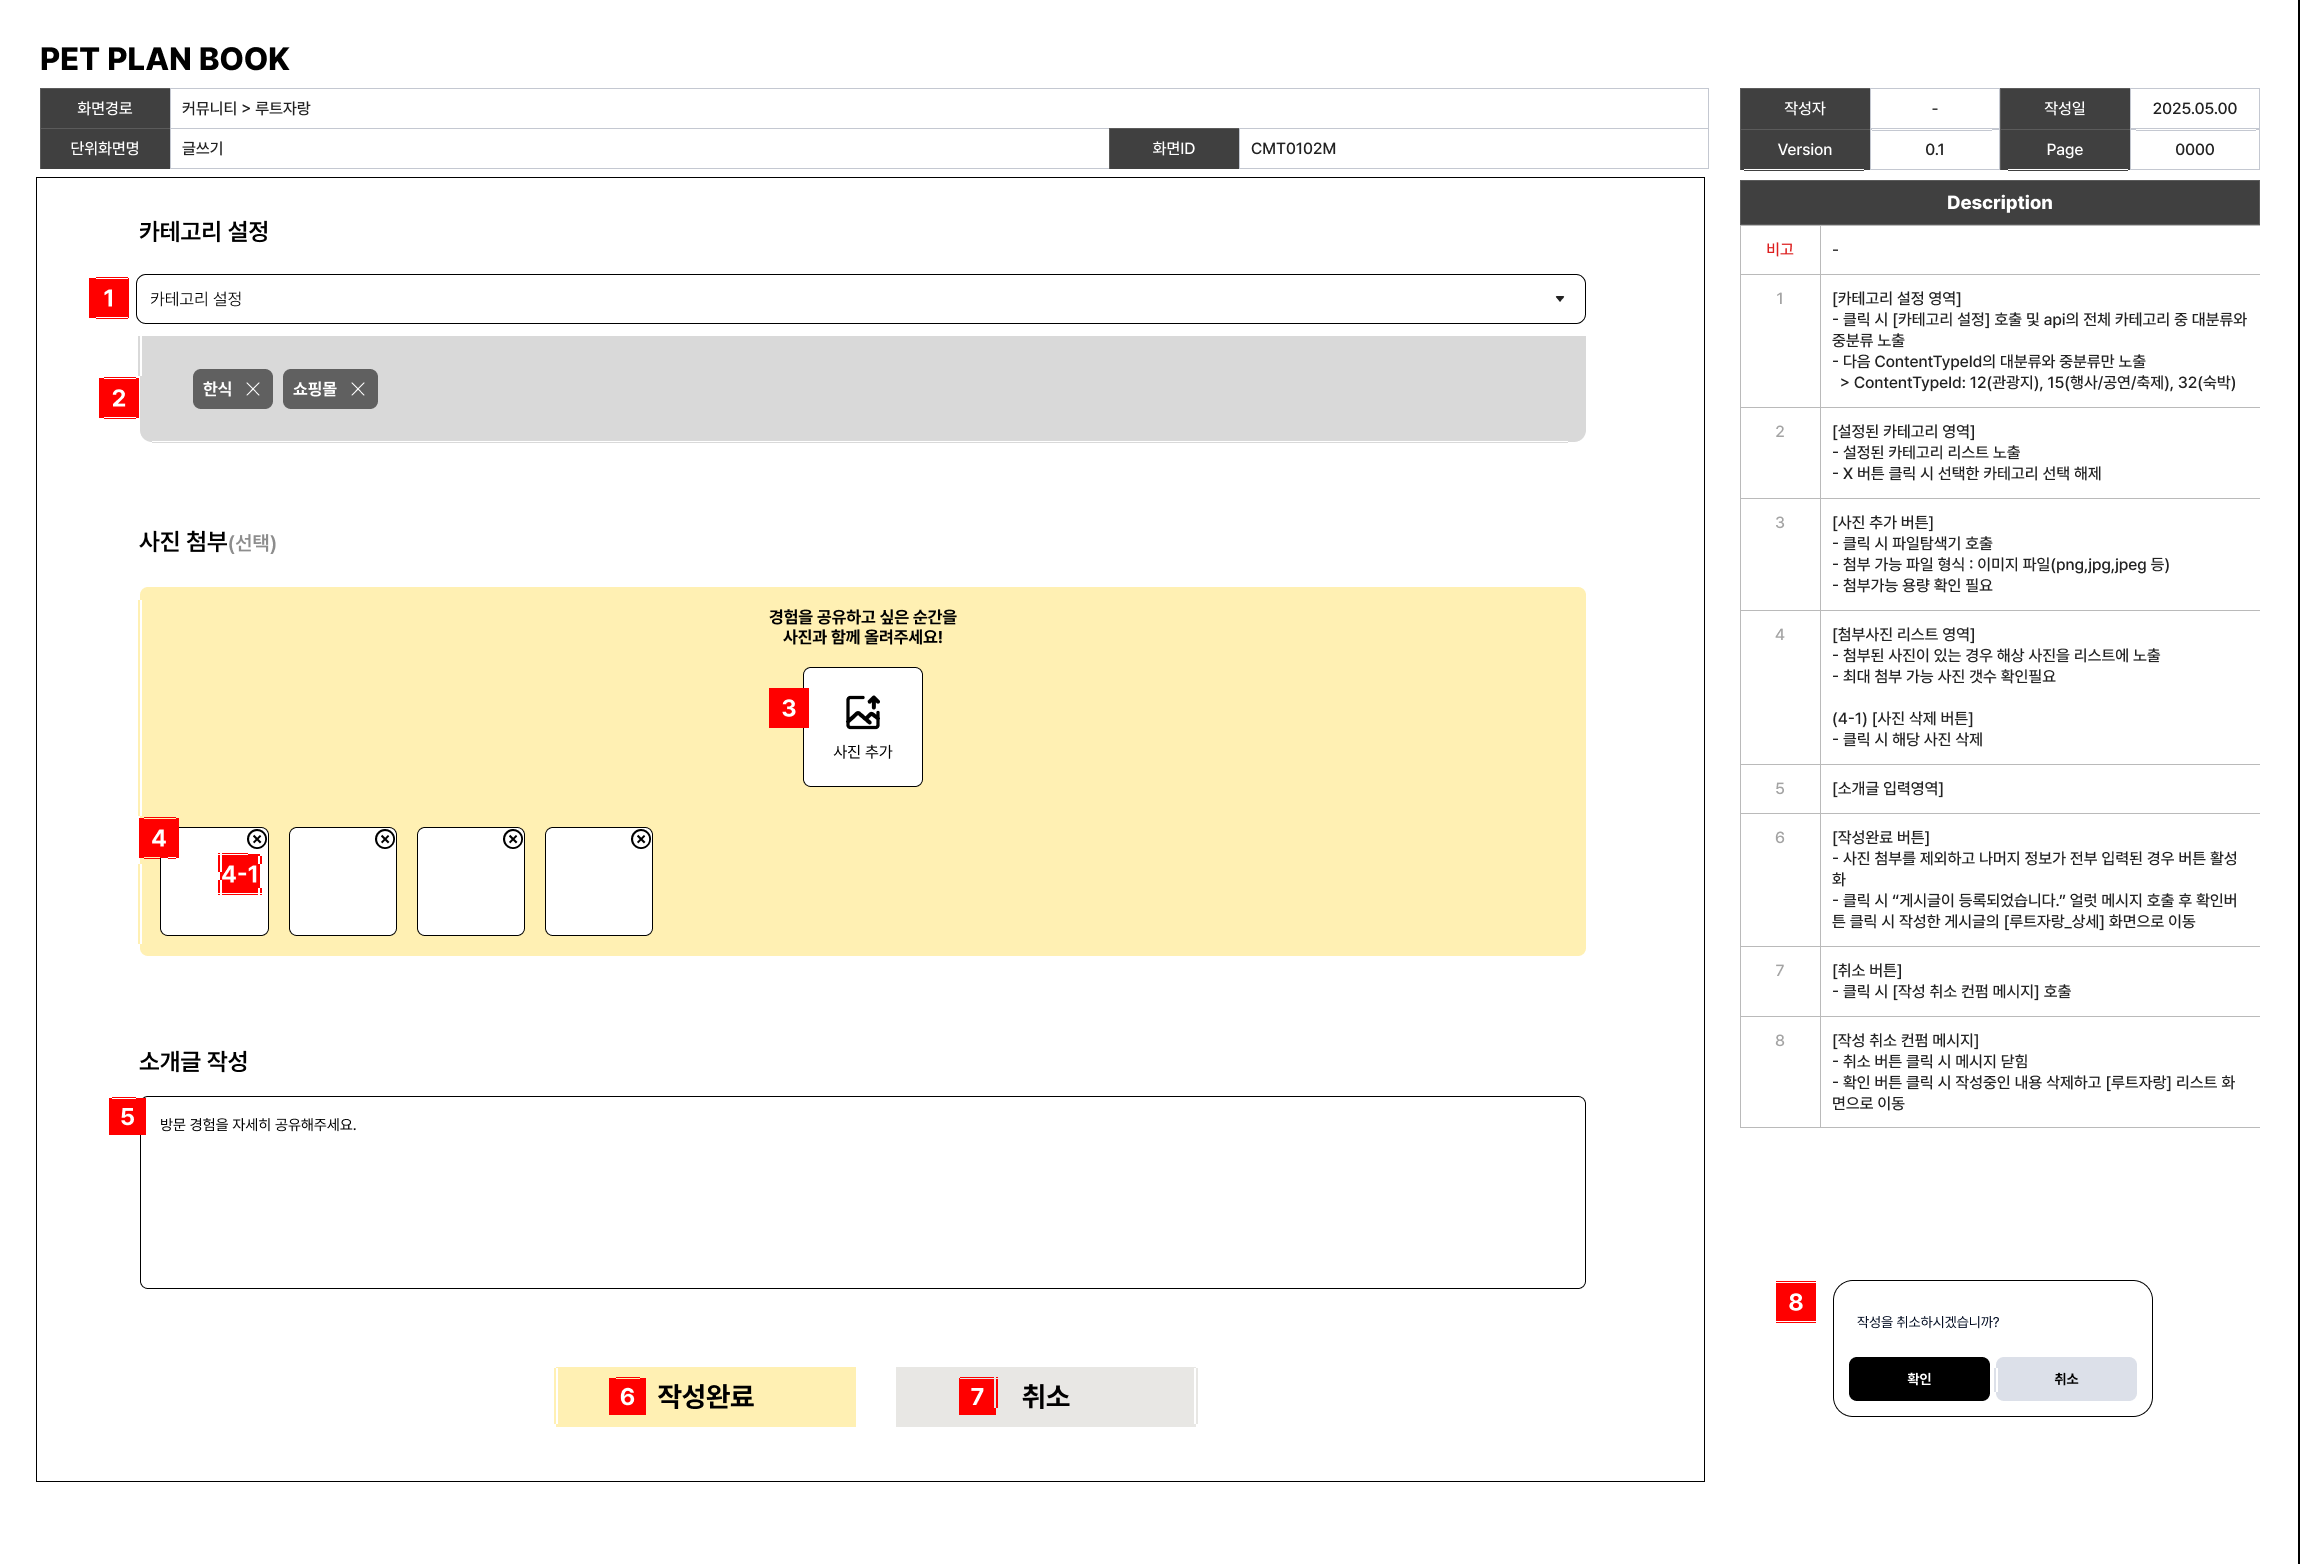 PET PLAN BOOK
화면경로
커뮤니티 > 루트자랑
단위화면명
글쓰기
화면ID
CMT0102M
작성자
-
작성일
2025.05.00
Version
0.1
Page
0000
카테고리 설정
1
카테고리 설정
2
한식
쇼핑몰
사진 첨부(선택)
경험을 공유하고 싶은 순간을
사진과 함께 올려주세요!
3
사진 추가
4
4-1
소개글 작성
5
방문 경험을 자세히 공유해주세요.
6 작성완료
7 취소
Description
비고
-
1
[카테고리 설정 영역]
- 클릭 시 [카테고리 설정] 호출 및 api의 전체 카테고리 중 대분류와
중분류 노출
- 다음 ContentTypeId의 대분류와 중분류만 노출
> ContentTypeId: 12(관광지), 15(행사/공연/축제), 32(숙박)
2
[설정된 카테고리 영역]
- 설정된 카테고리 리스트 노출
- X 버튼 클릭 시 선택한 카테고리 선택 해제
3
[사진 추가 버튼]
- 클릭 시 파일탐색기 호출
- 첨부 가능 파일 형식 : 이미지 파일(png,jpg,jpeg 등)
- 첨부가능 용량 확인 필요
4
[첨부사진 리스트 영역]
- 첨부된 사진이 있는 경우 해상 사진을 리스트에 노출
- 최대 첨부 가능 사진 갯수 확인필요
(4-1) [사진 삭제 버튼]
- 클릭 시 해당 사진 삭제
5
[소개글 입력영역]
6
[작성완료 버튼]
- 사진 첨부를 제외하고 나머지 정보가 전부 입력된 경우 버튼 활성
화
- 클릭 시 “게시글이 등록되었습니다.” 얼럿 메시지 호출 후 확인버
튼 클릭 시 작성한 게시글의 [루트자랑_상세] 화면으로 이동
7
[취소 버튼]
- 클릭 시 [작성 취소 컨펌 메시지] 호출
8
[작성 취소 컨펌 메시지]
- 취소 버튼 클릭 시 메시지 닫힘
- 확인 버튼 클릭 시 작성중인 내용 삭제하고 [루트자랑] 리스트 화
면으로 이동
8
작성을 취소하시겠습니까?
확인
취소